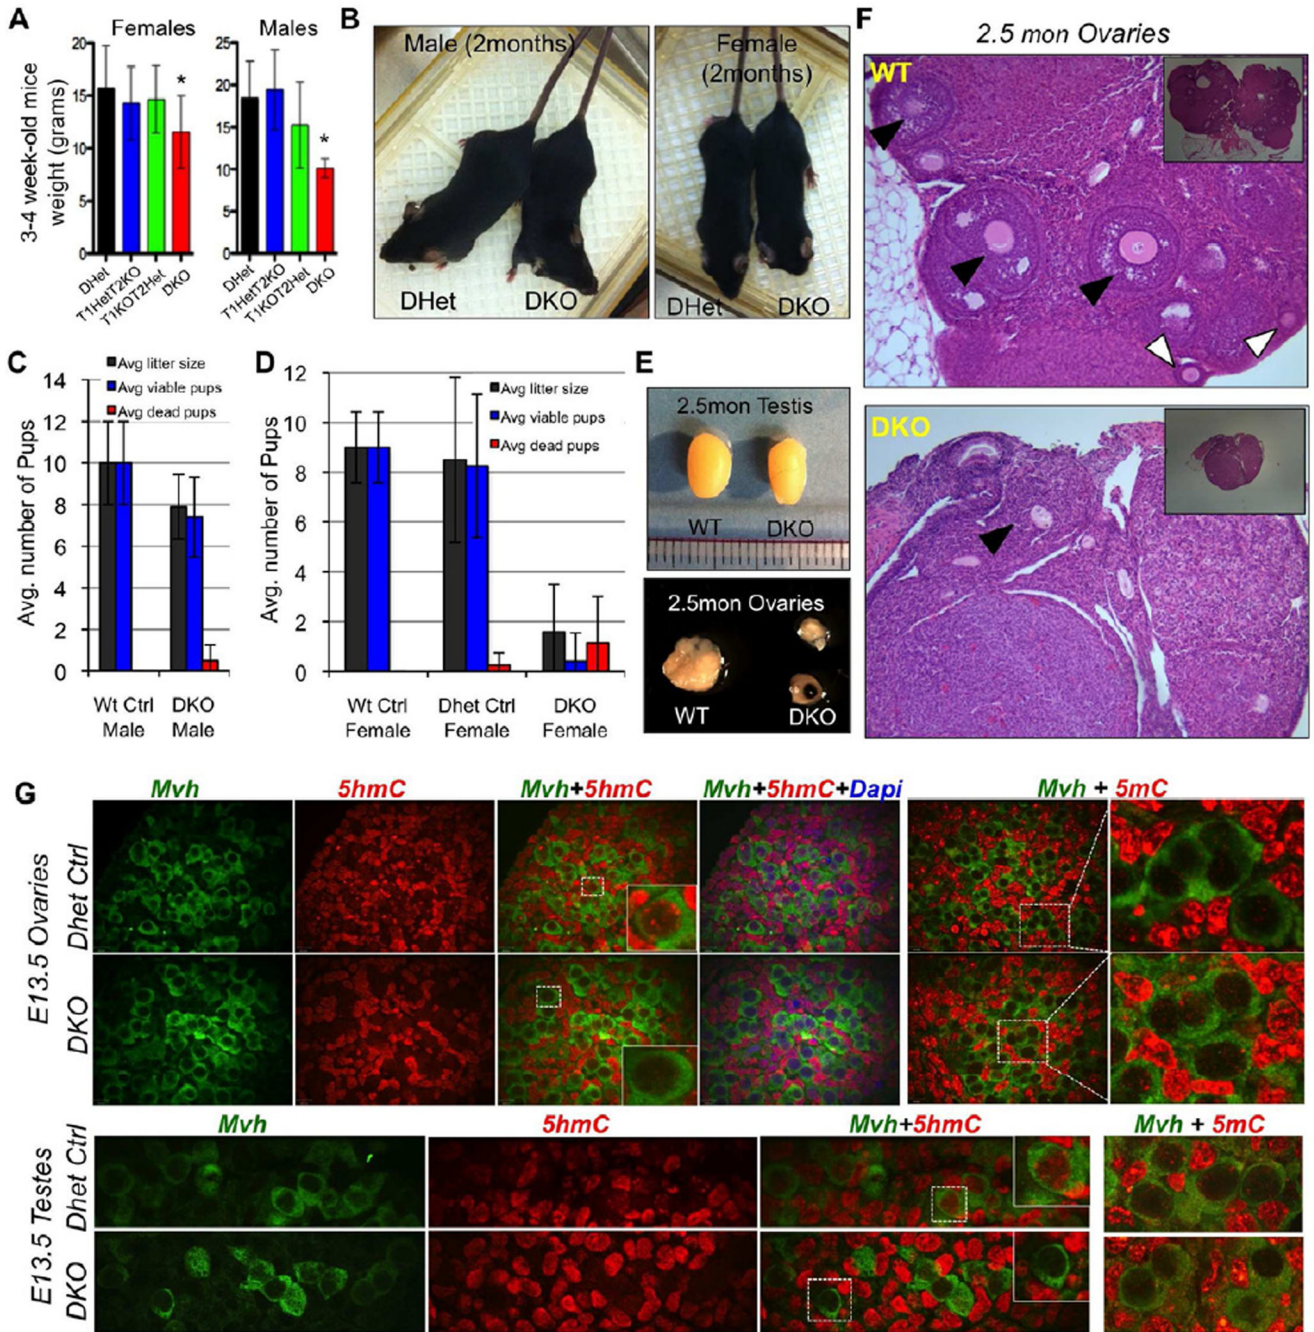 A
Females
Males
3-4 week-old mice
weight (grams)
20
15
10
5
0
*
DHet
T1HetT2KO
T1KOT2Het
DKO
25
20
15
10
5
0
*
DHet
T1HetT2KO
T1KOT2Het
DKO
B
Male (2months)
DHet
DKO
Female
(2months)
DHet
DKO
C
Avg litter size
Avg viable pups
Avg dead pups
Avg. number of Pups
14
12
10
8
6
4
2
0
Wt Ctrl
Male
DKO
Male
D
Avg litter size
Avg viable pups
Avg dead pups
Avg. number of Pups
12
10
8
6
4
2
0
Wt Ctrl
Female
Dhet Ctrl
Female
DKO
Female
E
2.5mon Testis
WT
DKO
2.5mon Ovaries
WT
DKO
F
2.5 mon Ovaries
WT
DKO
G
Mvh
5hmC
Mvh+5hmC
Mvh+5hmC+Dapi
Mvh + 5mC
E13.5 Ovaries
Dhet Ctrl
DKO
Mvh
5hmC
Mvh+5hmC
Mvh + 5mC
E13.5 Testes
Dhet Ctrl
DKO